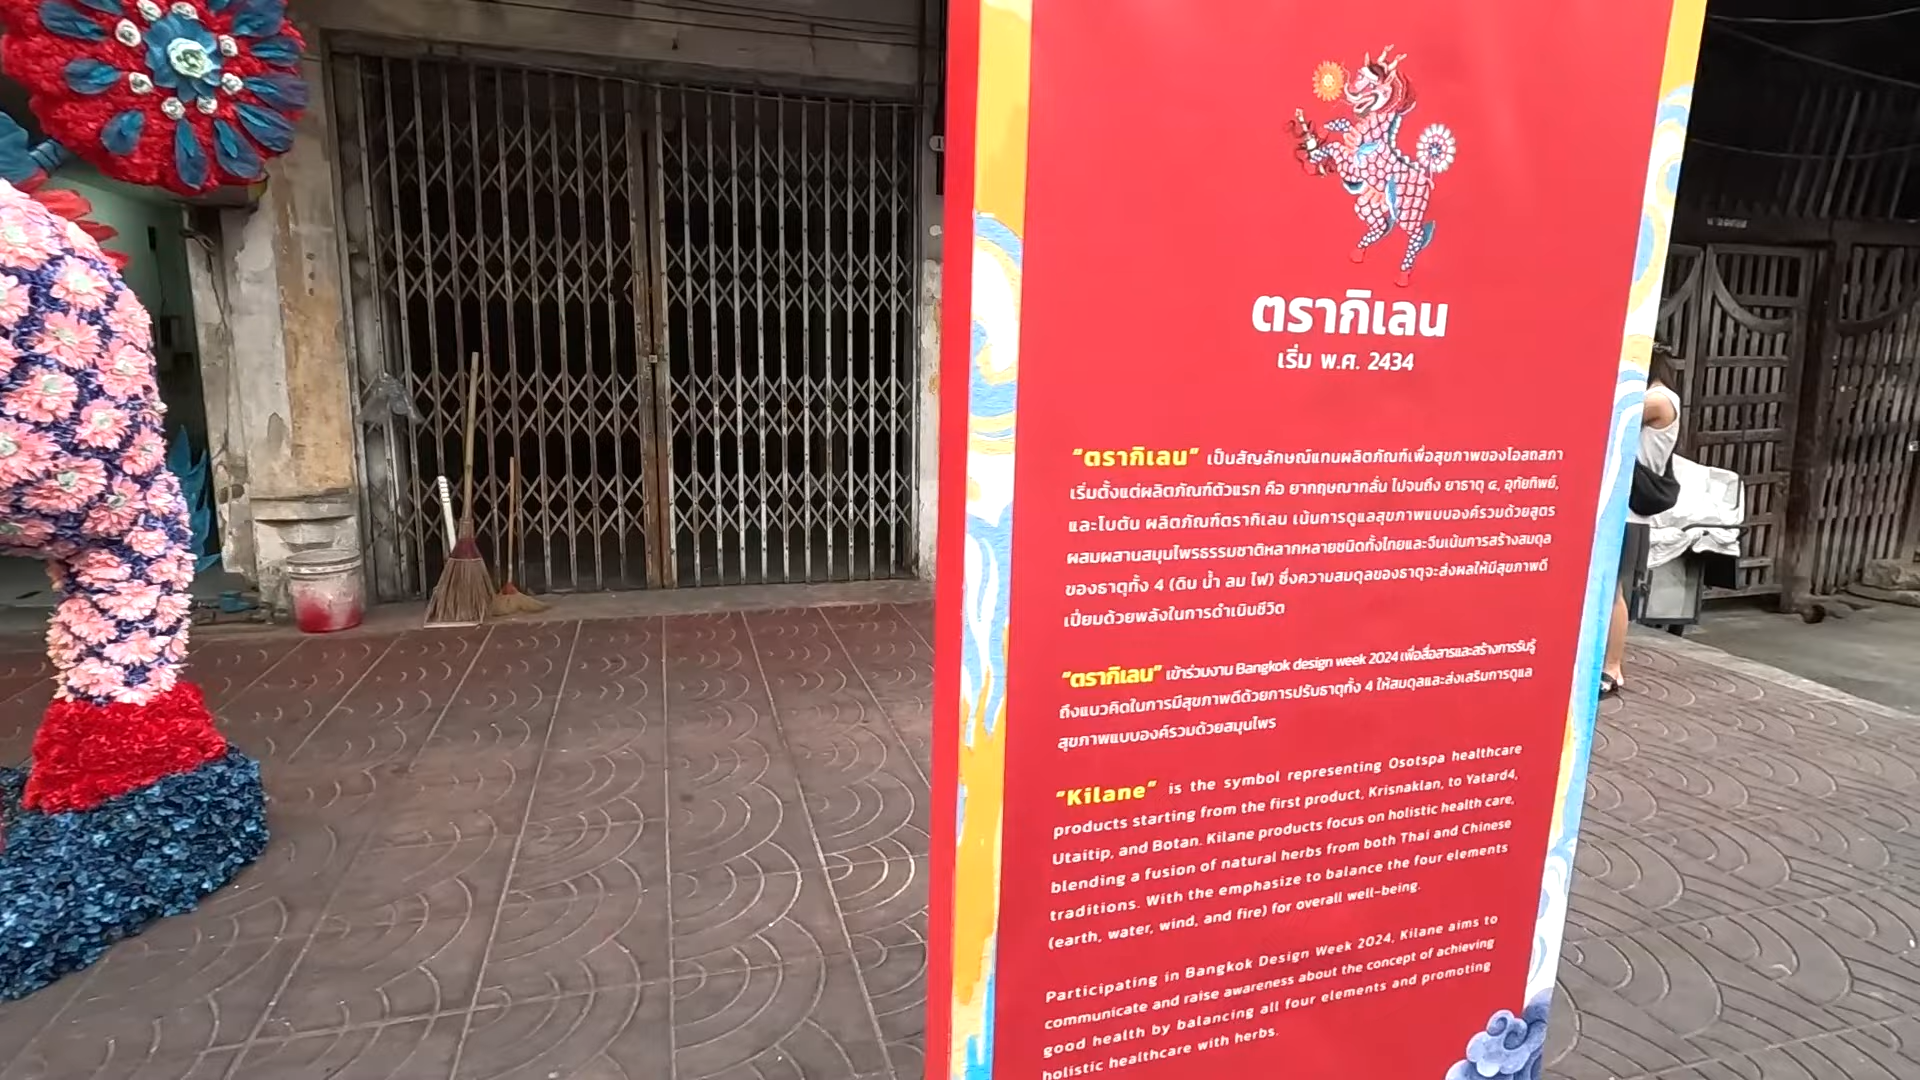 ตรากิเลน
เริ่ม พ.ศ. 2434
“ตรากิเลน” เป็นสัญลักษณ์แทนผลิตภัณฑ์เพื่อสุขภาพของโอสถสภา
เริ่มตั้งแต่ผลิตภัณฑ์ตัวแรก คือ ยากฤษณากลั่น ไปจนถึง ยาธาตุ ๔, อุทัยทิพย์,
และโบตัน ผลิตภัณฑ์ตรากิเลน เน้นการดูแลสุขภาพแบบองค์รวมด้วยสูตร
ผสมผสานสมุนไพรธรรมชาติหลากหลายชนิดทั้งไทยและจีนเน้นการสร้างสมดุล
ของธาตุทั้ง 4 (ดิน น้ำ ลม ไฟ) ซึ่งความสมดุลของธาตุจะส่งผลให้มีสุขภาพดี
เปี่ยมด้วยพลังในการดำเนินชีวิต
“ตรากิเลน” เข้าร่วมงาน Bangkok design week 2024 เพื่อสื่อสารและสร้างการรับรู้
ถึงแนวคิดในการมีสุขภาพดีด้วยการปรับธาตุทั้ง 4 ให้สมดุลและส่งเสริมการดูแล
สุขภาพแบบองค์รวมด้วยสมุนไพร
“Kilane” is the symbol representing Osotspa healthcare
products starting from the first product, Krisnaklan, to Yatard4,
Utaitip, and Botan. Kilane products focus on holistic health care,
blending a fusion of natural herbs from both Thai and Chinese
traditions. With the emphasize to balance the four elements
(earth, water, wind, and fire) for overall well-being.
Participating in Bangkok Design Week 2024, Kilane aims to
communicate and raise awareness about the concept of achieving
good health by balancing all four elements and promoting
holistic healthcare with herbs.